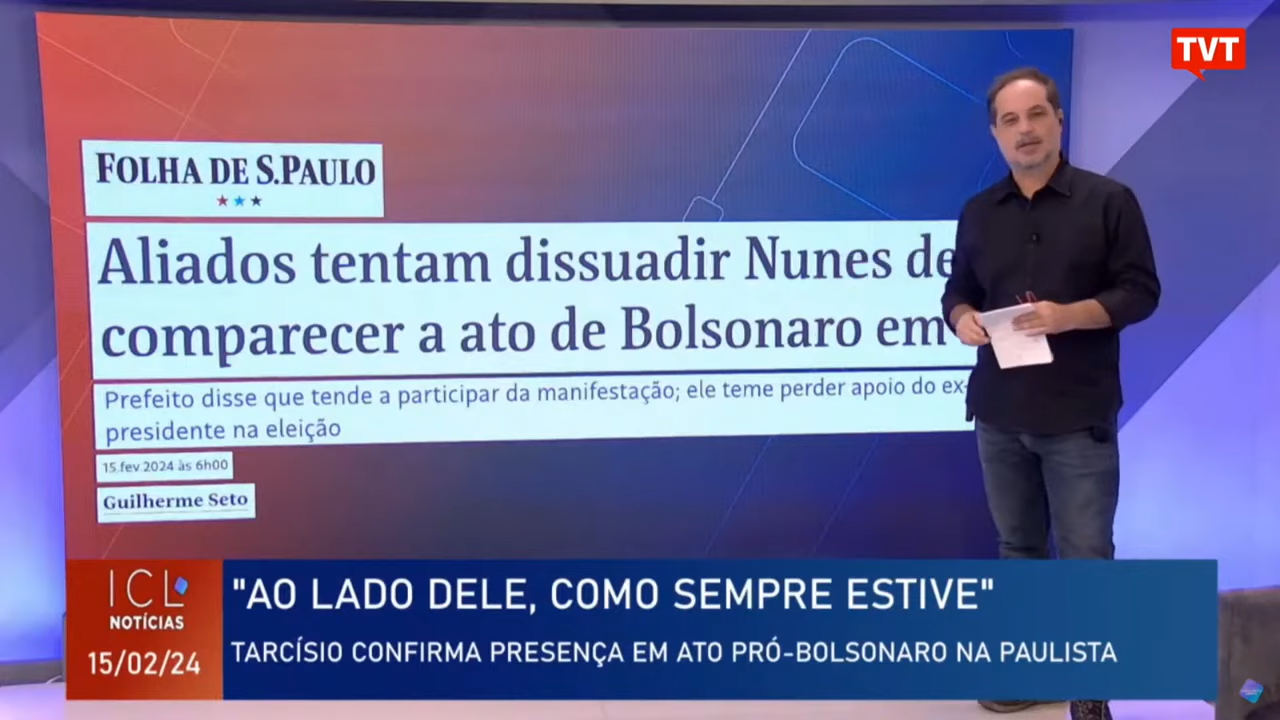 TVT
FOLHA DE S.PAULO
Aliados tentam dissuadir Nunes de
comparecer a ato de Bolsonaro em
Prefeito disse que tende a participar da manifestação; ele teme perder apoio do ex-
presidente na eleição
15.fev.2024 às 6h00
Guilherme Seto
ICL
NOTÍCIAS
15/02/24
"AO LADO DELE, COMO SEMPRE ESTIVE"
TARCÍSIO CONFIRMA PRESENÇA EM ATO PRÓ-BOLSONARO NA PAULISTA